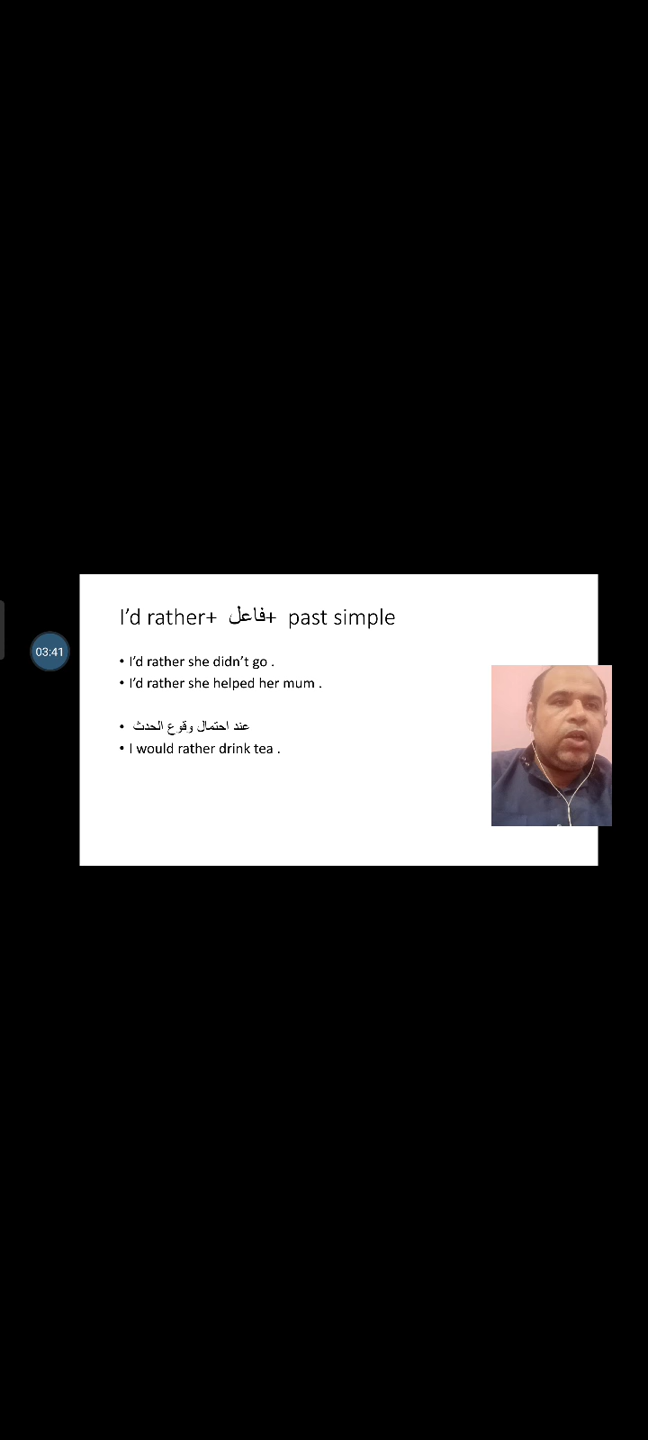 I'd rather+ فاعل + past simple
03:41
• I'd rather she didn't go .
• I'd rather she helped her mum .
• عند احتمال وقوع الحدث
• I would rather drink tea .